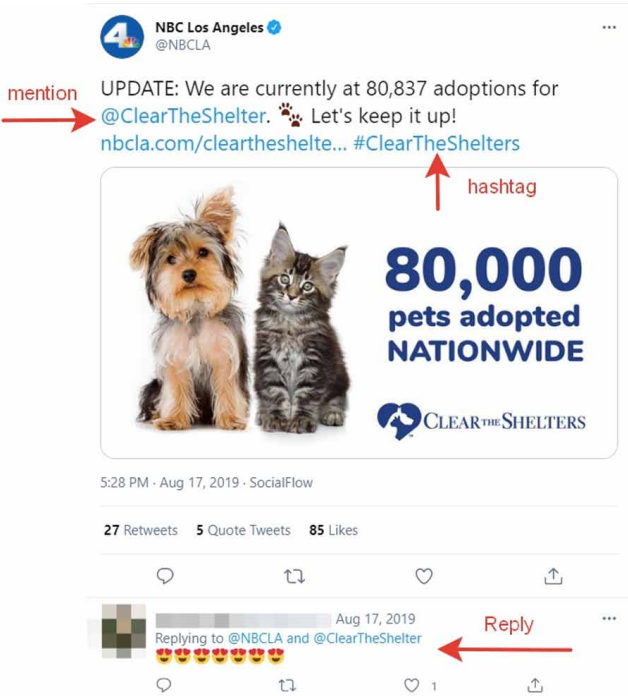 NBC Los Angeles
@NBCLA
UPDATE: We are currently at 80,837 adoptions for
mention
@ClearTheShelter. 🐾 Let's keep it up!
nbcla.com/cleartheshelte... #ClearTheShelters
hashtag
4
80,000
pets adopted
NATIONWIDE
CLEAR THE SHELTERS
5:28 PM · Aug 17, 2019 · SocialFlow
27 Retweets 5 Quote Tweets 85 Likes
Aug 17, 2019
Replying to @NBCLA and @ClearTheShelter
Reply
😍😍😍😍😍😍😍
1